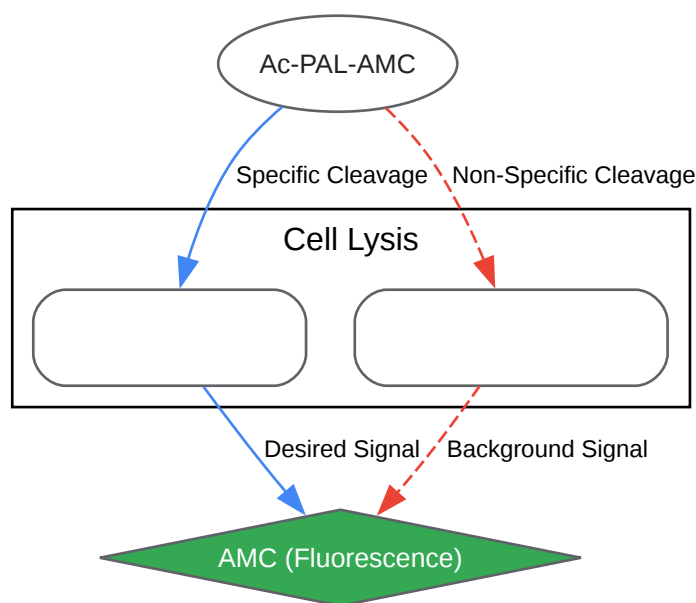 Ac-PAL-AMC
Specific Cleavage
Non-Specific Cleavage
Cell Lysis
Desired Signal
Background Signal
AMC (Fluorescence)